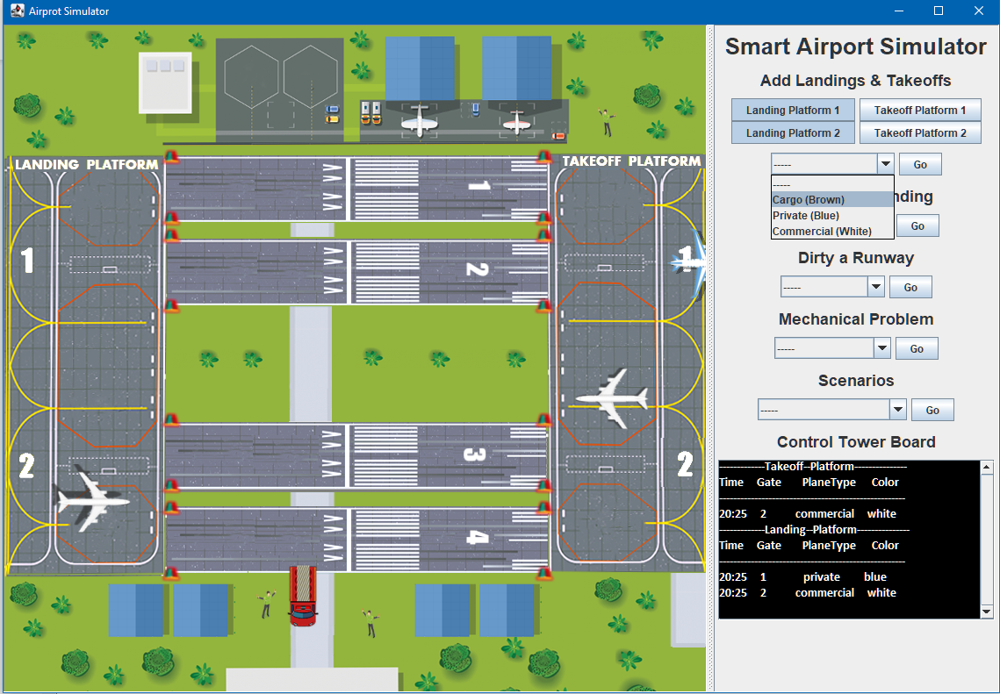 Airprot Simulator
Smart Airport Simulator
Add Landings & Takeoffs
Landing Platform 1
Takeoff Platform 1
Landing Platform 2
Takeoff Platform 2
-----
Go
-----
Cargo (Brown)
Private (Blue)
Commercial (White)
Go
Dirty a Runway
-----
Go
Mechanical Problem
-----
Go
Scenarios
-----
Go
Control Tower Board
-------------Takeoff--Platform---------------
Time Gate PlaneType Color
-----------------------------------------------------
20:25 2 commercial white
-------------Landing--Platform---------------
Time Gate PlaneType Color
-----------------------------------------------------
20:25 1 private blue
20:25 2 commercial white
LANDING PLATFORM
TAKEOFF PLATFORM
1
1
2
1
2
3
2
4